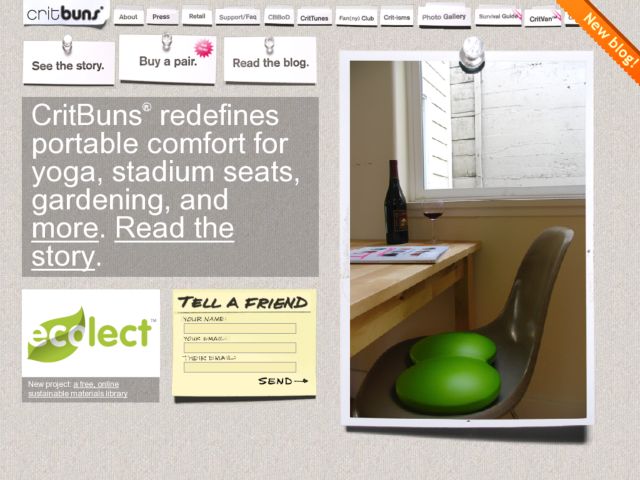 critbuns®
About Press Retail Support/Faq CBBoD CritTunes Fan(ny) Club Crit-isms Photo Gallery Survival Guide CritVan™
New blog!
See the story.
Buy a pair.
Read the blog.
CritBuns® redefines
portable comfort for
yoga, stadium seats,
gardening, and
more. Read the
story.
ecolect™
New project: a free, online
sustainable materials library
TELL A FRIEND
YOUR NAME:
YOUR EMAIL:
THEIR EMAIL:
SEND